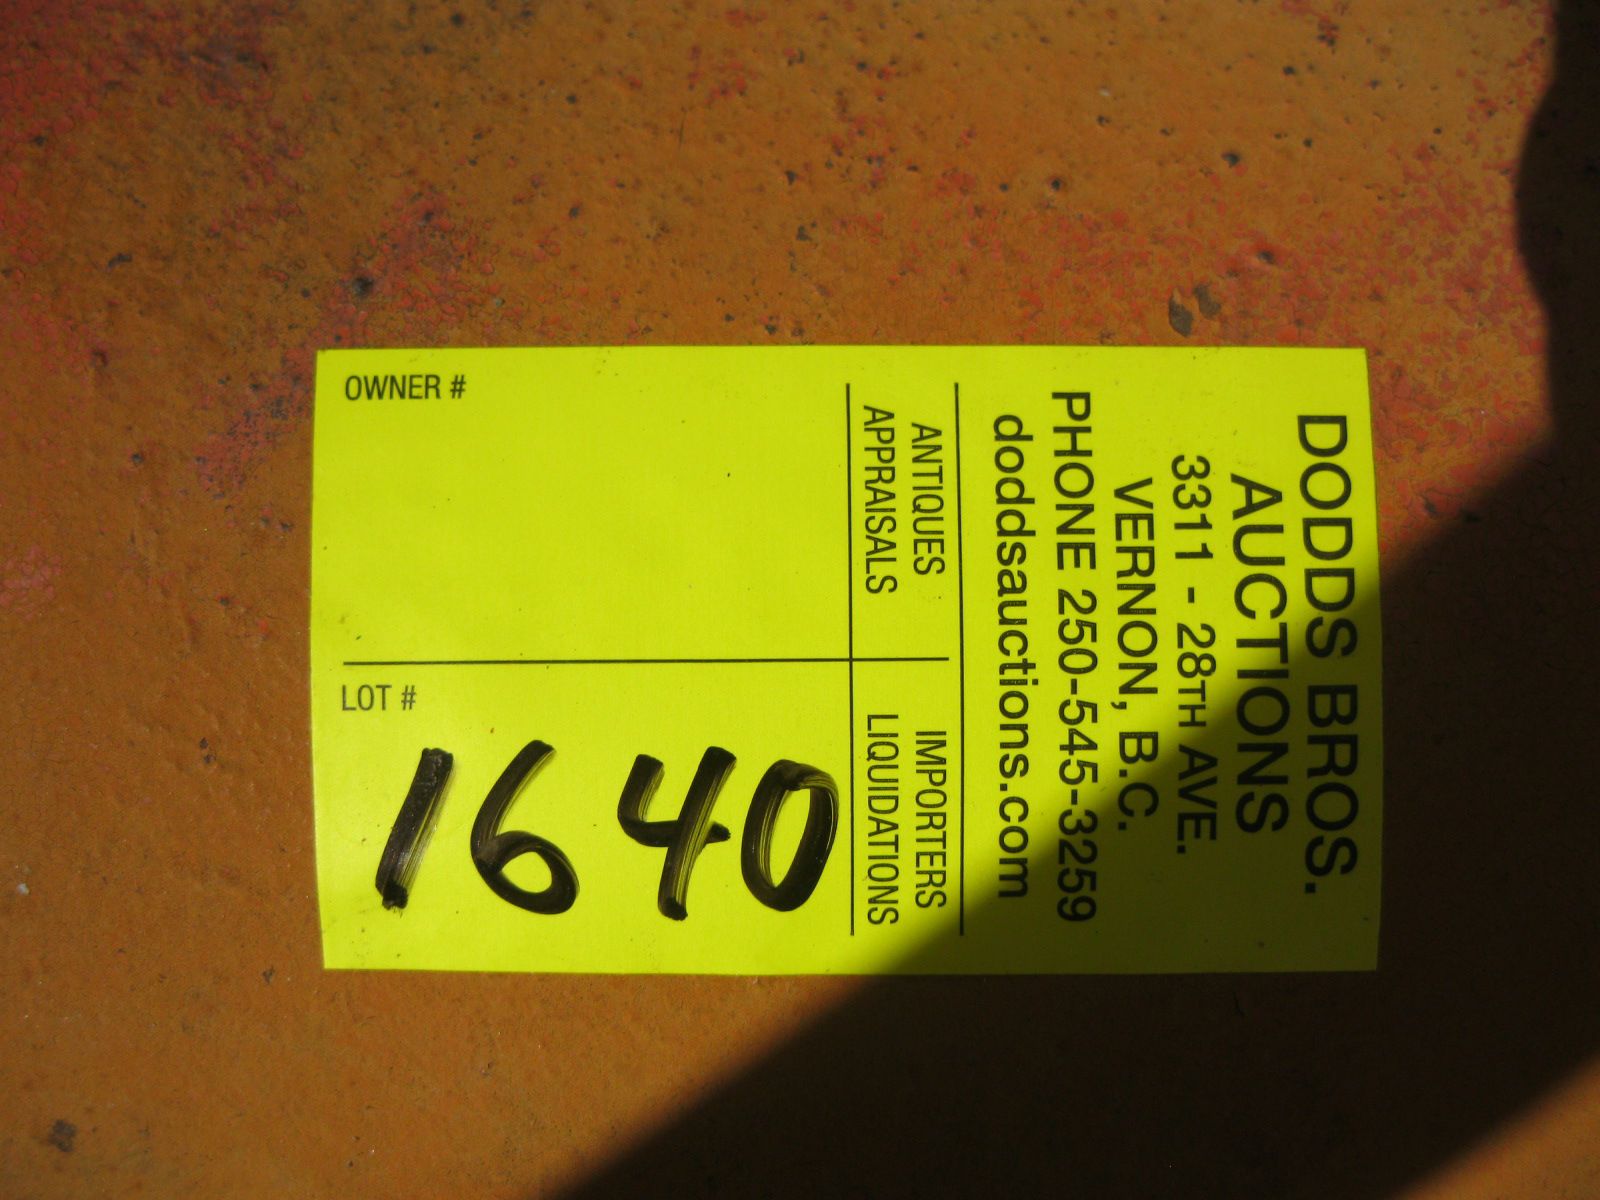 DODDS BROS.
AUCTIONS
3311 - 28TH AVE.
VERNON, B.C.
PHONE 250-545-3259
doddsauctions.com
ANTIQUES IMPORTERS
APPRAISALS LIQUIDATIONS
OWNER #
LOT #
1640